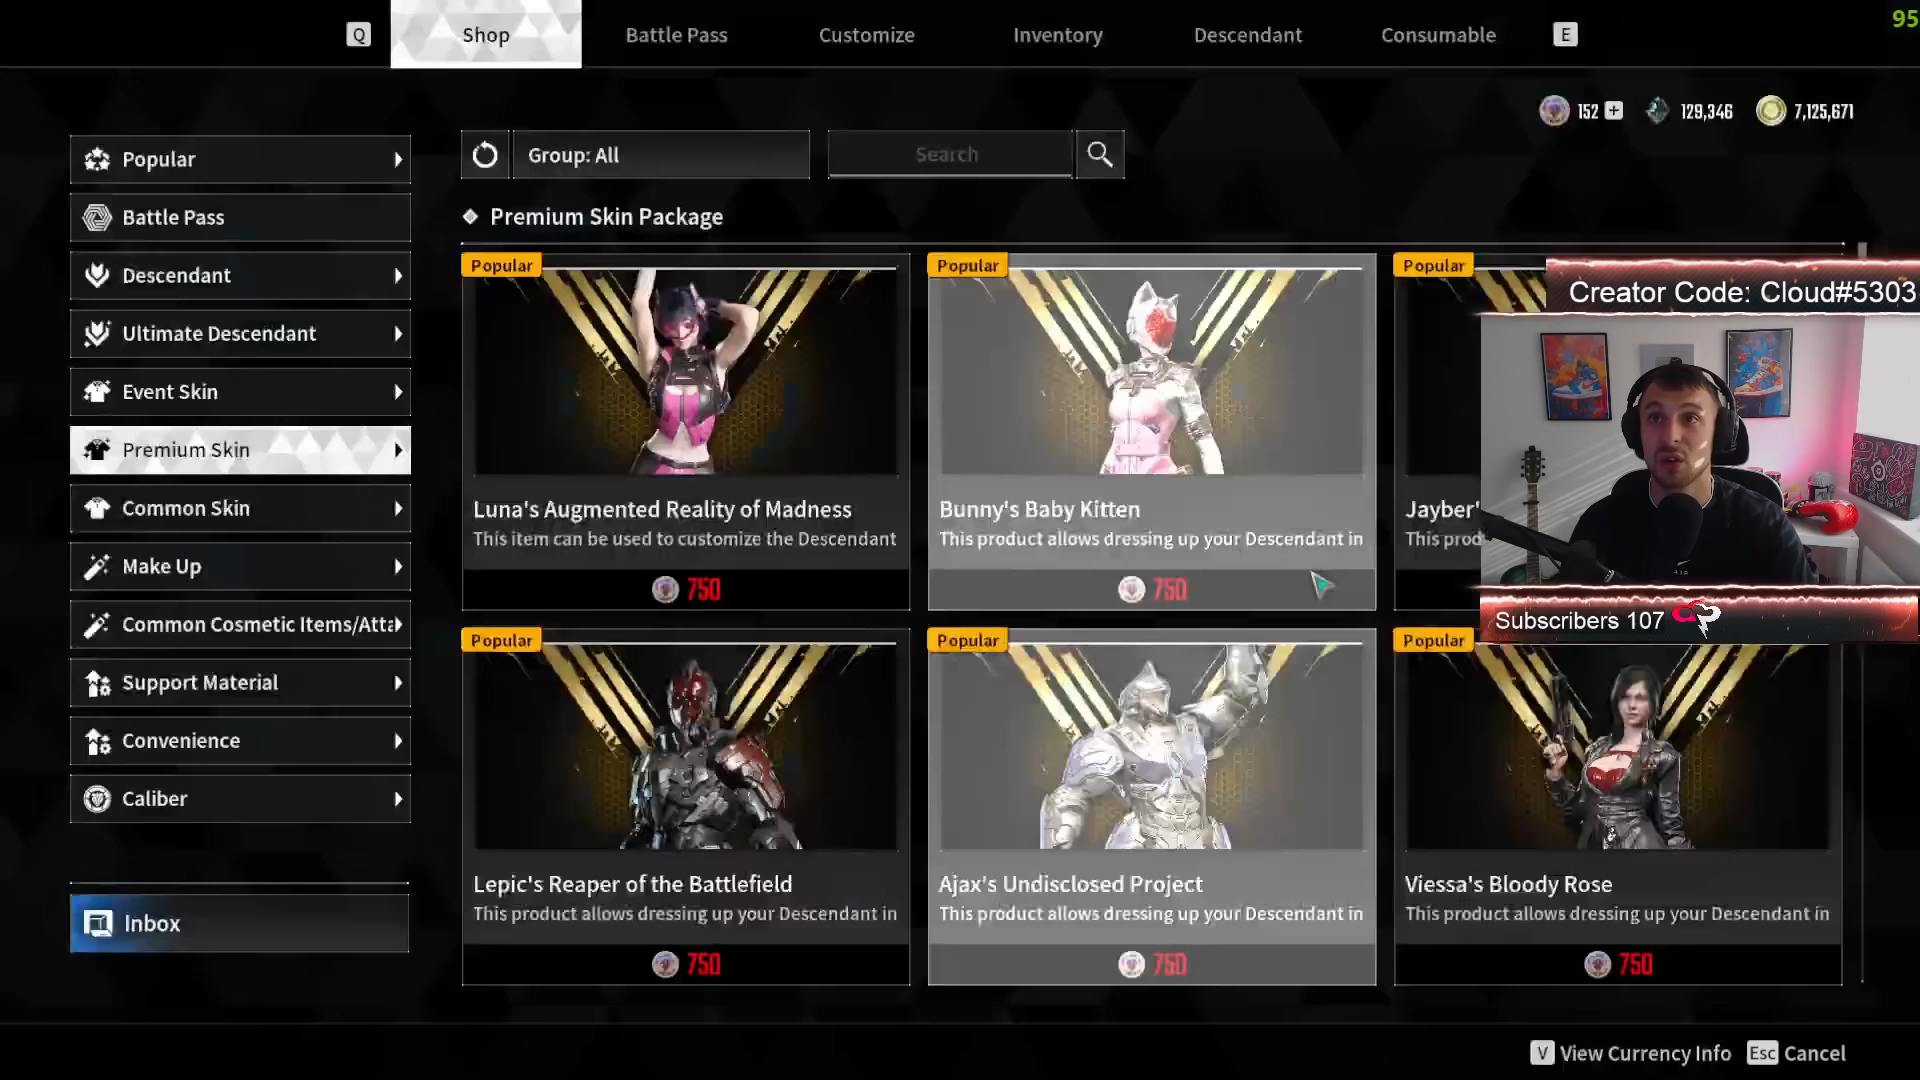 Q
Shop
Battle Pass
Customize
Inventory
Descendant
Consumable
E
95
152 +
129,346
7,125,671
Popular
Battle Pass
Descendant
Ultimate Descendant
Event Skin
Premium Skin
Common Skin
Make Up
Common Cosmetic Items/Atta
Support Material
Convenience
Caliber
Inbox
Group: All
Search
Premium Skin Package
Popular
Luna's Augmented Reality of Madness
This item can be used to customize the Descendant
750
Popular
Bunny's Baby Kitten
This product allows dressing up your Descendant in
750
Popular
Jayber'
This prod
Creator Code: Cloud#5303
Subscribers 107
Popular
Lepic's Reaper of the Battlefield
This product allows dressing up your Descendant in
750
Popular
Ajax's Undisclosed Project
This product allows dressing up your Descendant in
750
Popular
Viessa's Bloody Rose
This product allows dressing up your Descendant in
750
V View Currency Info
Esc Cancel